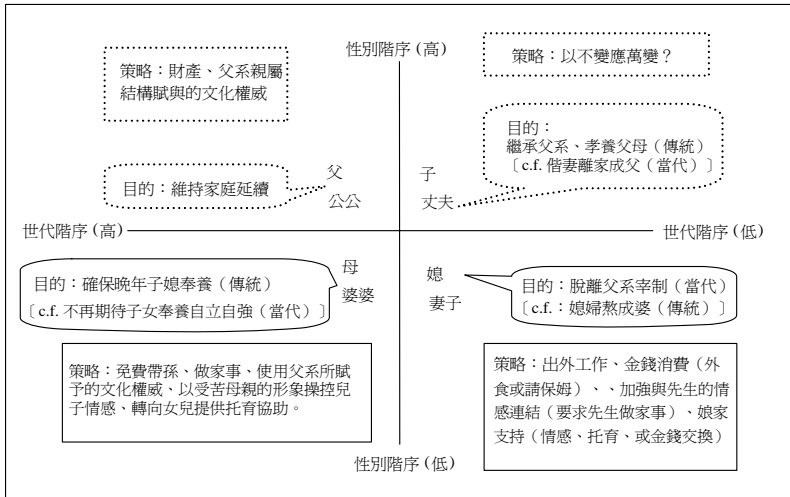 性別階序(高)
策略：財產、父系親屬
結構賦與的文化權威
策略：以不變應萬變？
目的：
繼承父系、孝養父母(傳統)
〔c.f. 偕妻離家成父(當代)〕
目的：維持家庭延續
父
公公
子
丈夫
世代階序(高)
世代階序(低)
目的：確保晚年子媳奉養(傳統)
〔c.f. 不再期待子女奉養自立自強(當代)〕
母
婆婆
媳
妻子
目的：脫離父系宰制(當代)
〔c.f.：媳婦熬成婆(傳統)〕
策略：免費帶孫、做家事、使用父系所賦
予的文化權威、以受苦母親的形象操控兒
子情感、轉向女兒提供托育協助。
策略：出外工作、金錢消費(外
食或請保姆)、、加強與先生的情
感連結(要求先生做家事)、娘家
支持(情感、托育、或金錢交換)
性別階序(低)